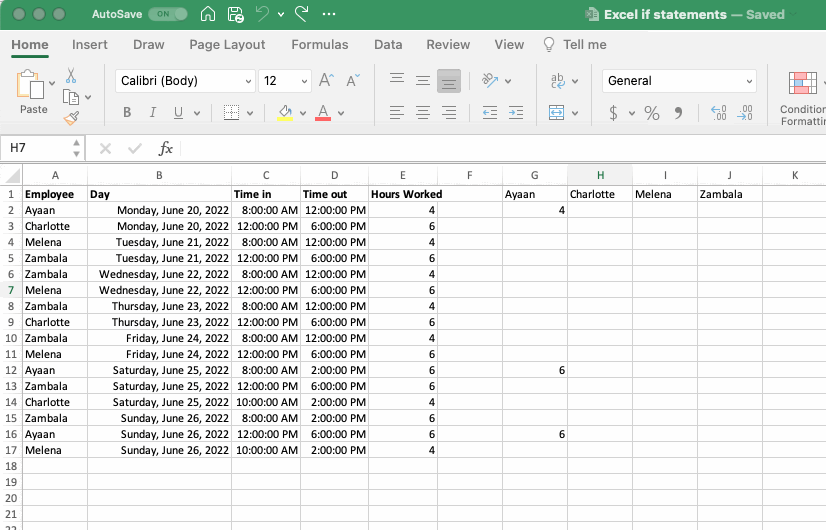 AutoSave ON Excel if statements — Saved
Home Insert Draw Page Layout Formulas Data Review View Tell me
Paste Calibri (Body) 12 A A ab c General
B I U A $ % Condition
Formatti
H7 fx
A B C D E F G H I J K
1 Employee Day Time in Time out Hours Worked Ayaan Charlotte Melena Zambala
2 Ayaan Monday, June 20, 2022 8:00:00 AM 12:00:00 PM 4 4
3 Charlotte Monday, June 20, 2022 12:00:00 PM 6:00:00 PM 6
4 Melena Tuesday, June 21, 2022 8:00:00 AM 12:00:00 PM 4
5 Zambala Tuesday, June 21, 2022 12:00:00 PM 6:00:00 PM 6
6 Zambala Wednesday, June 22, 2022 8:00:00 AM 12:00:00 PM 4
7 Melena Wednesday, June 22, 2022 12:00:00 PM 6:00:00 PM 6
8 Zambala Thursday, June 23, 2022 8:00:00 AM 12:00:00 PM 4
9 Charlotte Thursday, June 23, 2022 12:00:00 PM 6:00:00 PM 6
10 Zambala Friday, June 24, 2022 8:00:00 AM 12:00:00 PM 4
11 Melena Friday, June 24, 2022 12:00:00 PM 6:00:00 PM 6
12 Ayaan Saturday, June 25, 2022 8:00:00 AM 2:00:00 PM 6 6
13 Zambala Saturday, June 25, 2022 12:00:00 PM 6:00:00 PM 6
14 Charlotte Saturday, June 25, 2022 10:00:00 AM 2:00:00 PM 4
15 Zambala Sunday, June 26, 2022 8:00:00 AM 2:00:00 PM 6
16 Ayaan Sunday, June 26, 2022 12:00:00 PM 6:00:00 PM 6 6
17 Melena Sunday, June 26, 2022 10:00:00 AM 2:00:00 PM 4
18
19
20
21